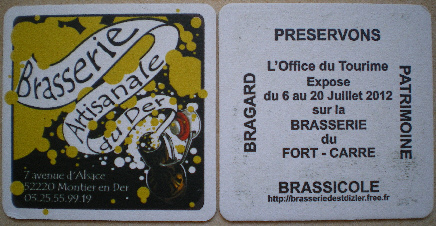 Brasserie
Artisanale
du Der
7 avenue d'Alsace
52220 Montier en Der
03.25.55.99.19
PRESERVONS
L'Office du Tourime
Expose
du 6 au 20 Juillet 2012
sur la
BRASSERIE
du
FORT - CARRE
BRAGARD
PATRIMOINE
BRASSICOLE
http://brasseriedestdizier.free.fr